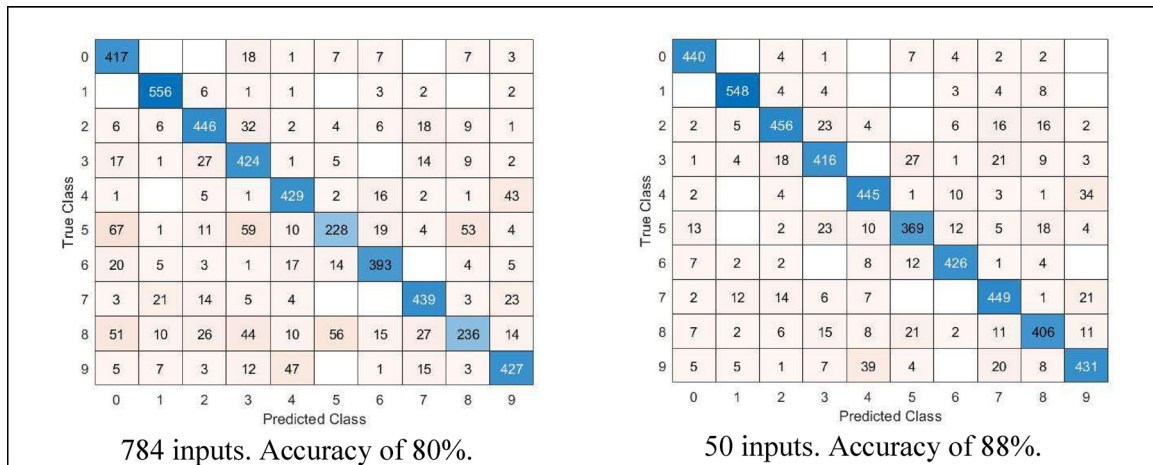 0 417 18 1 7 7 7 3
1 556 6 1 1 3 2 2
2 6 6 446 32 2 4 6 18 9 1
3 17 1 27 424 1 5 14 9 2
4 1 5 1 429 2 16 2 1 43
5 67 1 11 59 10 228 19 4 53 4
6 20 5 3 1 17 14 393 4 5
7 3 21 14 5 4 439 3 23
8 51 10 26 44 10 56 15 27 236 14
9 5 7 3 12 47 1 15 3 427
0 1 2 3 4 5 6 7 8 9
True Class
Predicted Class
784 inputs. Accuracy of 80%.
0 440 4 1 7 4 2 2
1 548 4 4 3 4 8
2 2 5 456 23 4 6 16 16 2
3 1 4 18 416 27 1 21 9 3
4 2 4 445 1 10 3 1 34
5 13 2 23 10 369 12 5 18 4
6 7 2 2 8 12 426 1 4
7 2 12 14 6 7 449 1 21
8 7 2 6 15 8 21 2 11 406 11
9 5 5 1 7 39 4 20 8 431
0 1 2 3 4 5 6 7 8 9
True Class
Predicted Class
50 inputs. Accuracy of 88%.